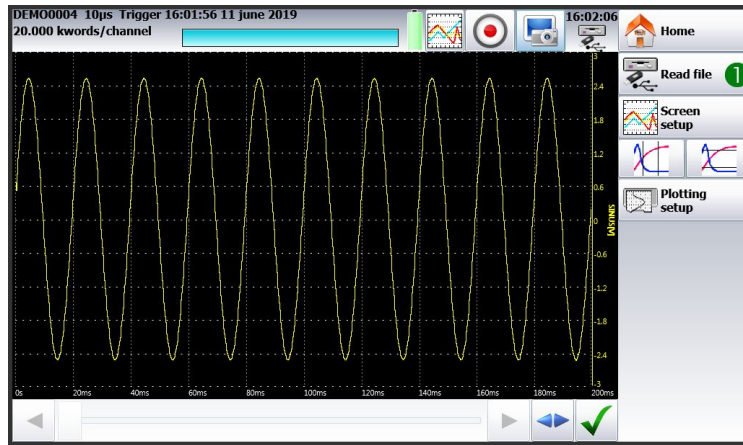 DEMO0004 10µs Trigger 16:01:56 11 june 2019
20.000 kwords/channel
16:02:06
Home
Read file
1
Screen
setup
Plotting
setup
3
2.4
1.8
1.2
0.6
0
-0.6
-1.2
-1.8
-2.4
-3
SINUS[V]
0s 20ms 40ms 60ms 80ms 100ms 120ms 140ms 160ms 180ms 200ms